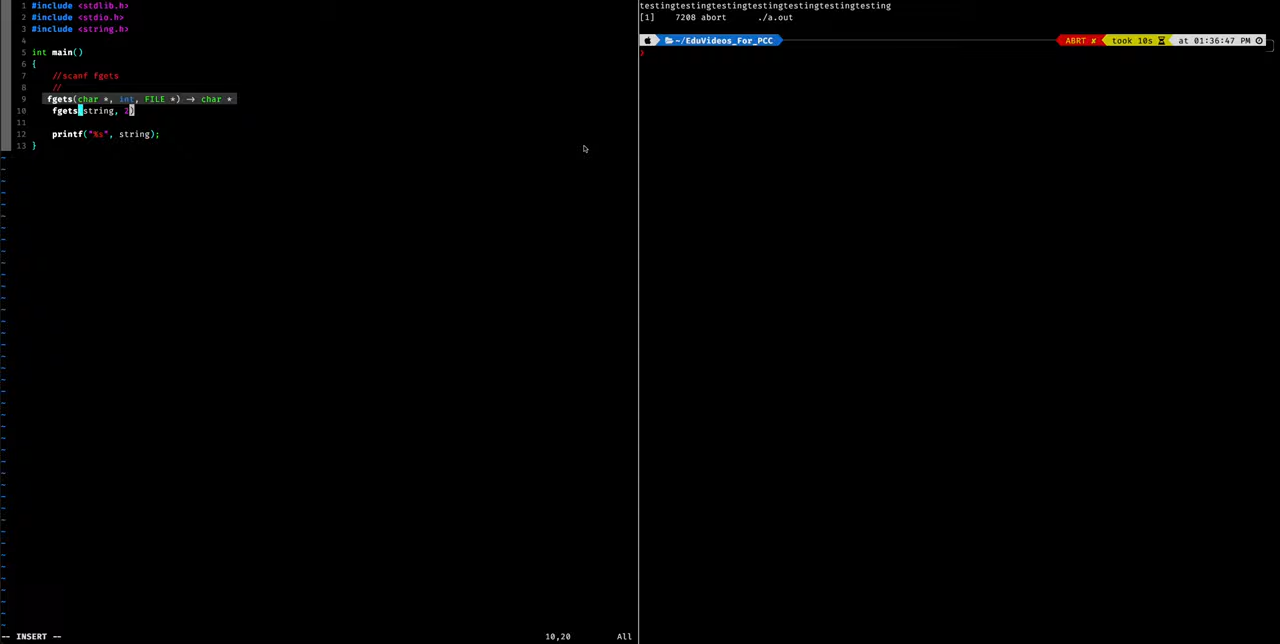 1 #include <stdlib.h>
2 #include <stdio.h>
3 #include <string.h>
4
5 int main()
6 {
7 //scanf fgets
8 //
9 fgets(char *, int, FILE *) → char *
10 fgets(string, 2)
11
12 printf("%s", string);
13 }
-- INSERT --
10,20
All
testingtestingtestingtestingtestingtestingtesting
[1] 7208 abort ./a.out
~/EduVideos_For_PCC
ABRT ✘
took 10s
at 01:36:47 PM